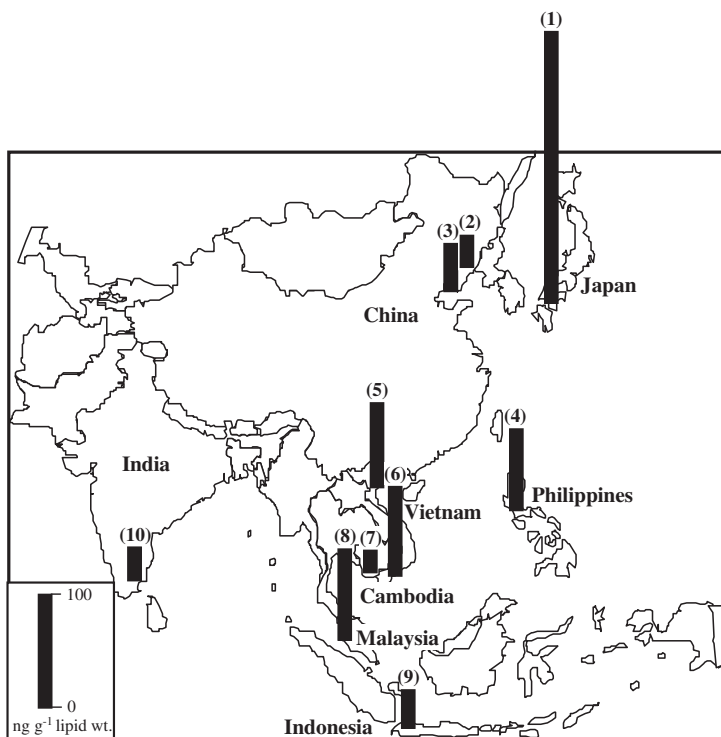 (1)
(2)
(3)
Japan
China
(5)
(4)
India
(6)
Philippines
Vietnam
(10)
(8)
(7)
100
Cambodia
Malaysia
(9)
0
ng g⁻¹ lipid wt.
Indonesia